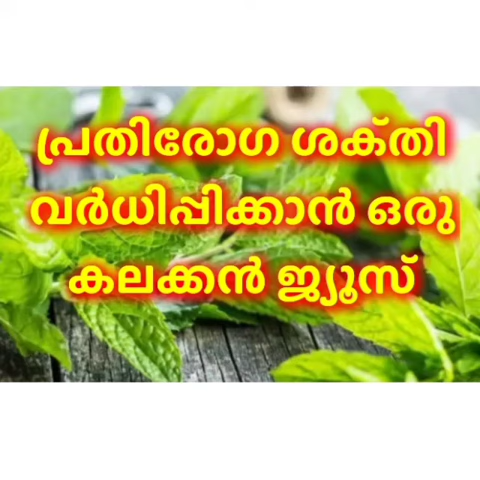 പ്രതിരോഗ ശക്തി
വർധിപ്പിക്കാൻ ഒരു
കലക്കൻ ജ്യൂസ്